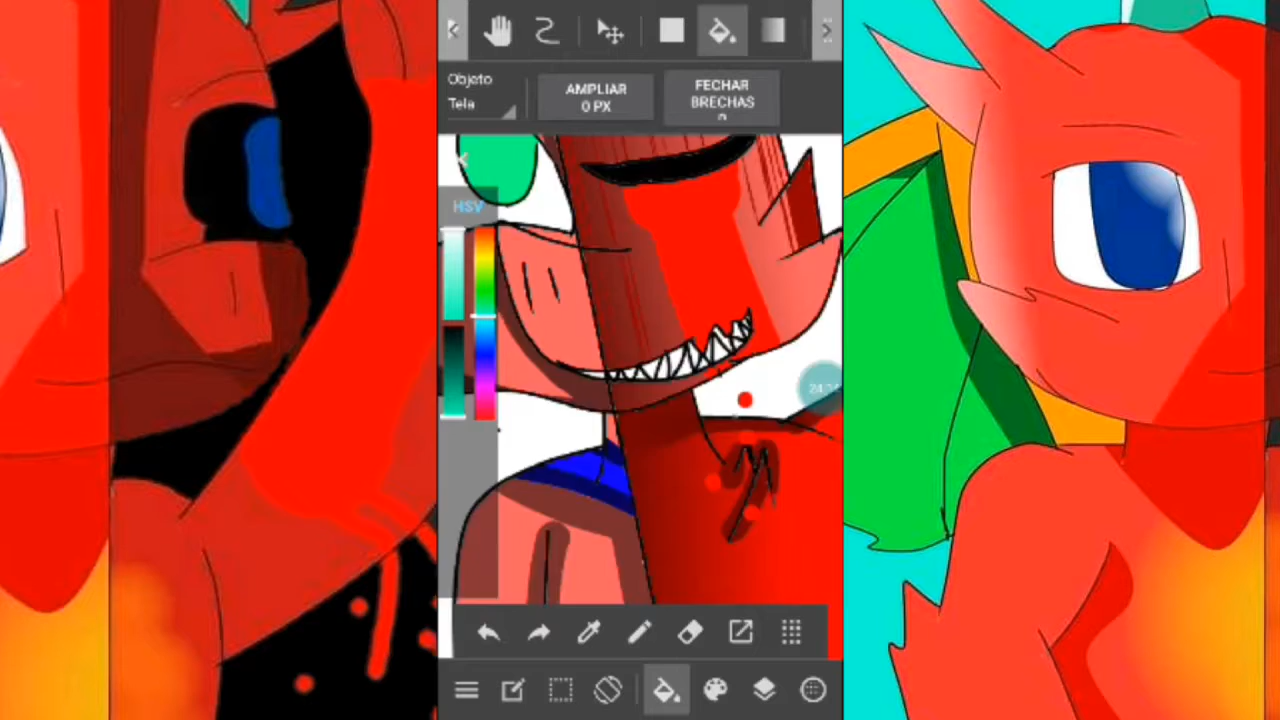 Objeto
Tela
AMPLIAR
0 PX
FECHAR
BRECHAS
HSV